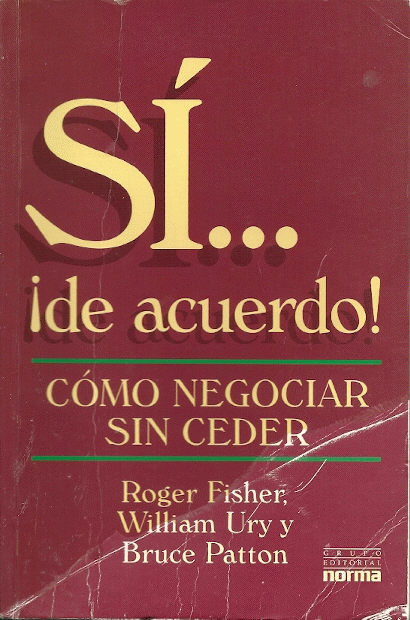 SÍ...
¡de acuerdo!
CÓMO NEGOCIAR
SIN CEDER
Roger Fisher,
William Ury y
Bruce Patton
GRUPO
EDITORIAL
norma